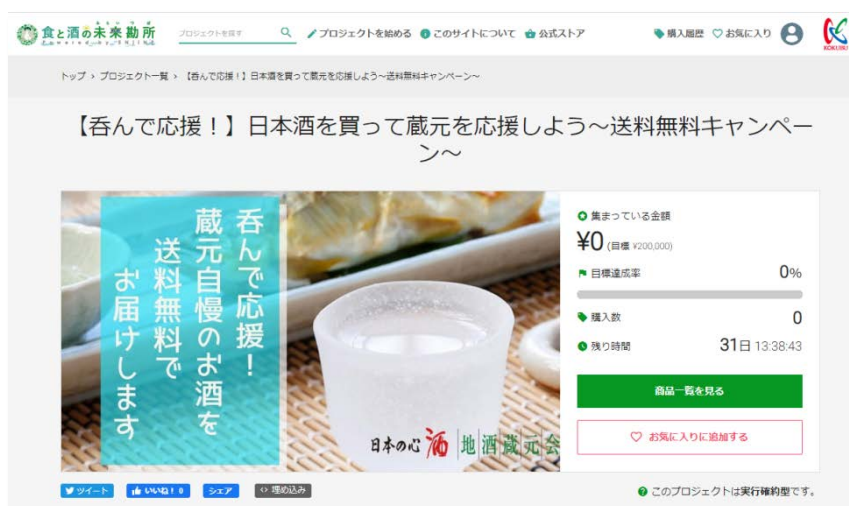 食と酒の未来勘所
プロジェクトを探す
プロジェクトを始める
このサイトについて
公式ストア
購入履歴
お気に入り
KOKUBU
トップ › プロジェクト一覧 › 【呑んで応援!】日本酒を買って蔵元を応援しよう~送料無料キャンペーン~
【呑んで応援!】日本酒を買って蔵元を応援しよう~送料無料キャンペー
ン~
呑んで応援!
蔵元自慢のお酒を
送料無料で
お届けします
日本の心 酒 地酒蔵元会
集まっている金額
¥0 (目標 ¥200,000)
目標達成率 0%
購入数 0
残り時間 31日 13:38:43
商品一覧を見る
お気に入りに追加する
ツイート
いいね! 0
シェア
<> 埋め込み
このプロジェクトは実行確約型です。